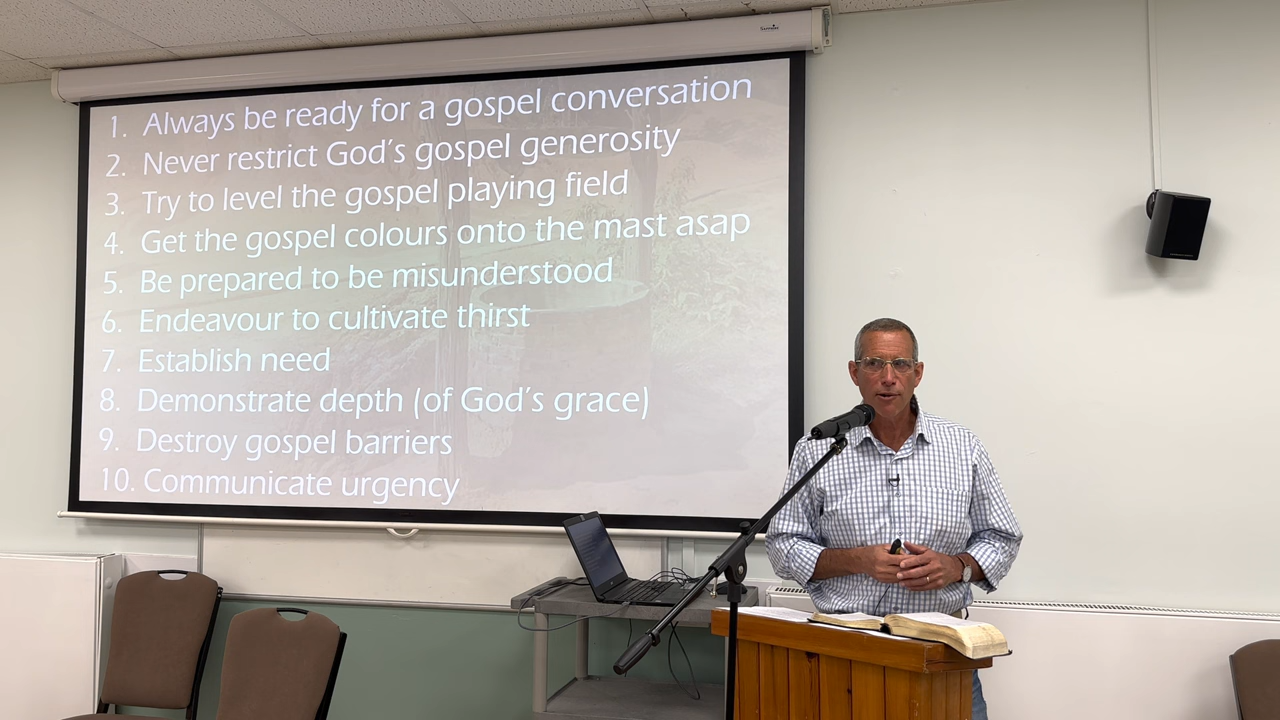 1. Always be ready for a gospel conversation
2. Never restrict God's gospel generosity
3. Try to level the gospel playing field
4. Get the gospel colours onto the mast asap
5. Be prepared to be misunderstood
6. Endeavour to cultivate thirst
7. Establish need
8. Demonstrate depth (of God's grace)
9. Destroy gospel barriers
10. Communicate urgency